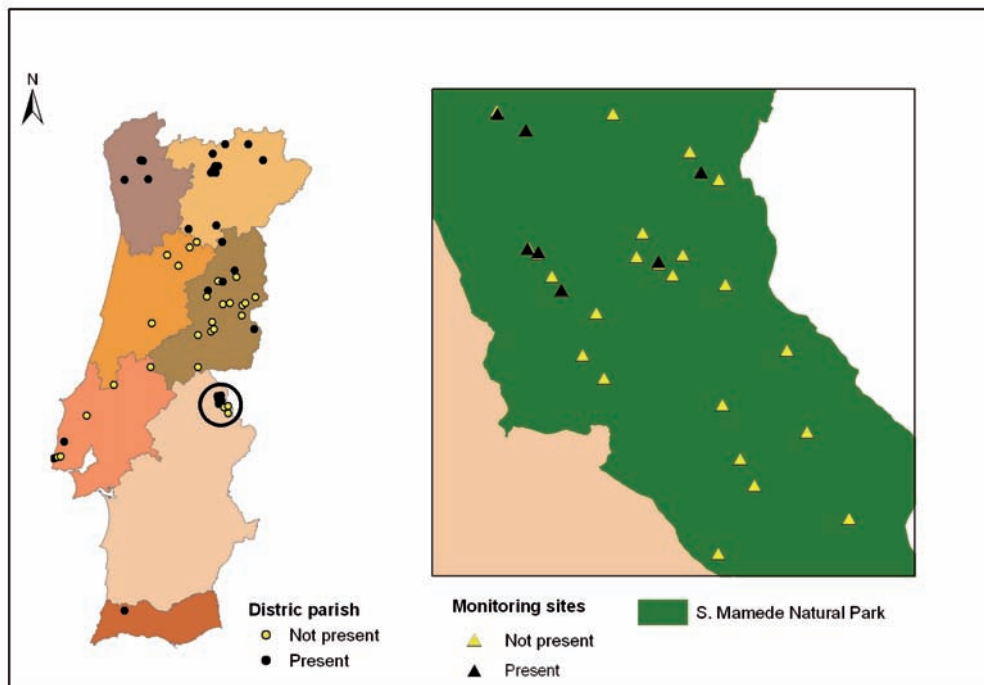 N
Distric parish
Not present
Present
Monitoring sites
Not present
Present
S. Mamede Natural Park